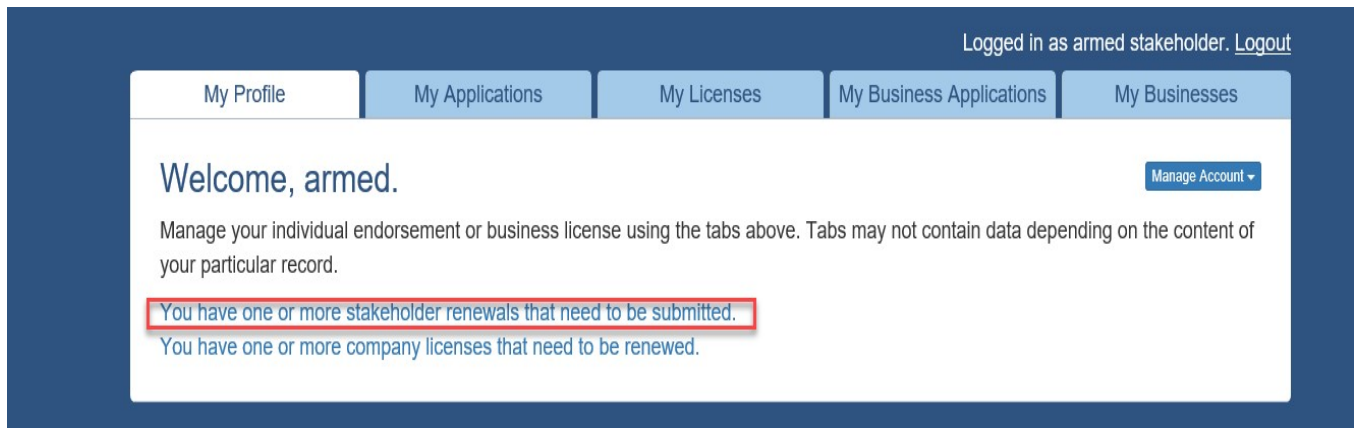 Logged in as armed stakeholder. Logout
My Profile
My Applications
My Licenses
My Business Applications
My Businesses
Welcome, armed.
Manage Account
Manage your individual endorsement or business license using the tabs above. Tabs may not contain data depending on the content of
your particular record.
You have one or more stakeholder renewals that need to be submitted.
You have one or more company licenses that need to be renewed.